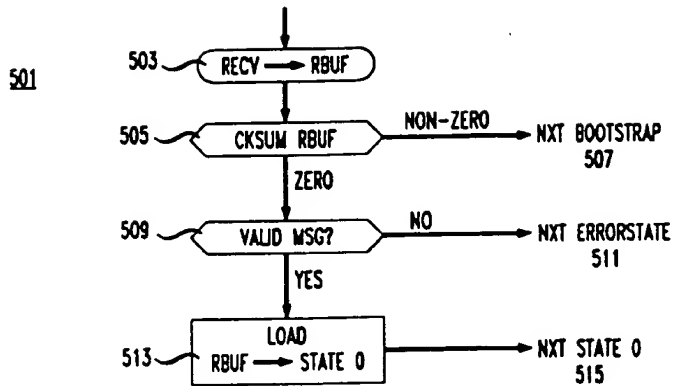 501
503
RECV → RBUF
505
CKSUM RBUF
NON-ZERO
NXT BOOTSTRAP
507
ZERO
509
VALID MSG?
NO
NXT ERRORSTATE
511
YES
513
LOAD
RBUF → STATE 0
NXT STATE 0
515